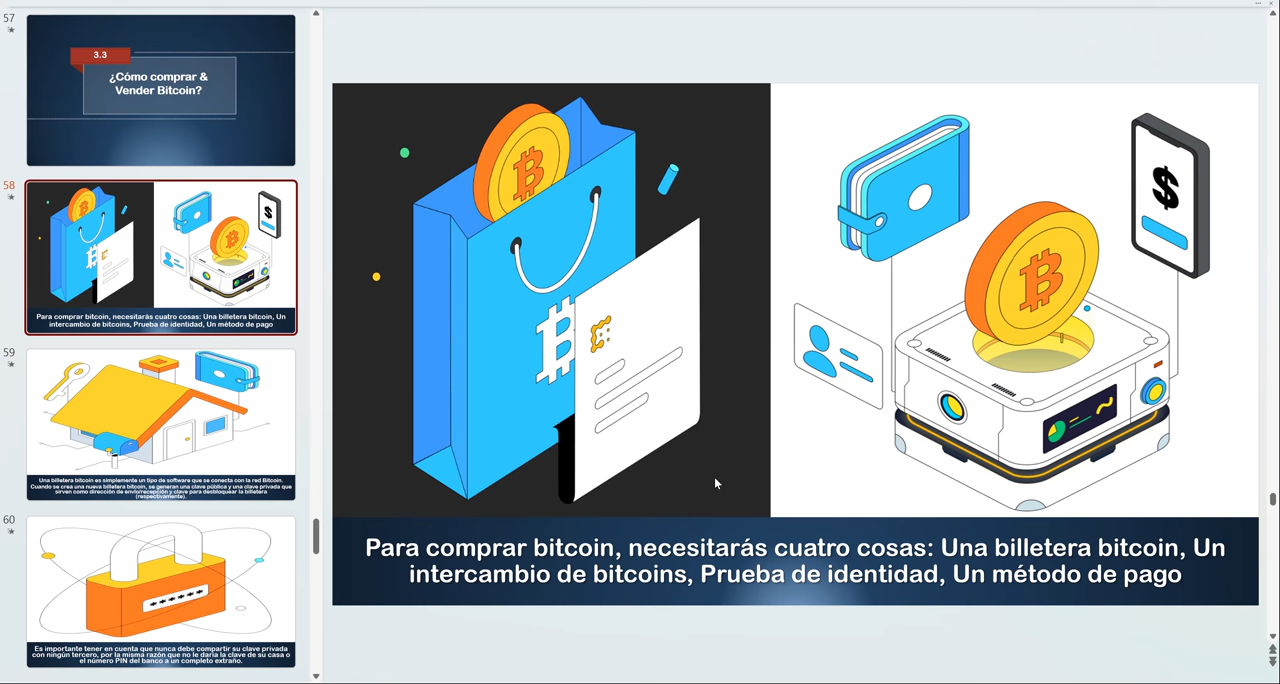 57
3.3
¿Cómo comprar &
Vender Bitcoin?
58
Para comprar bitcoin, necesitarás cuatro cosas: Una billetera bitcoin, Un
intercambio de bitcoins, Prueba de identidad, Un método de pago
59
Una billetera bitcoin es simplemente un tipo de software que se conecta con la red Bitcoin.
Cuando se crea una nueva billetera bitcoin, se generan una clave pública y una clave privada que
sirven como dirección de envío/recepción y clave para desbloquear la billetera
(respectivamente).
60
Es importante tener en cuenta que nunca debe compartir su clave privada
con ningún tercero, por la misma razón que no le daría la clave de su casa o
el número PIN del banco a un completo extraño.
$
Para comprar bitcoin, necesitarás cuatro cosas: Una billetera bitcoin, Un
intercambio de bitcoins, Prueba de identidad, Un método de pago